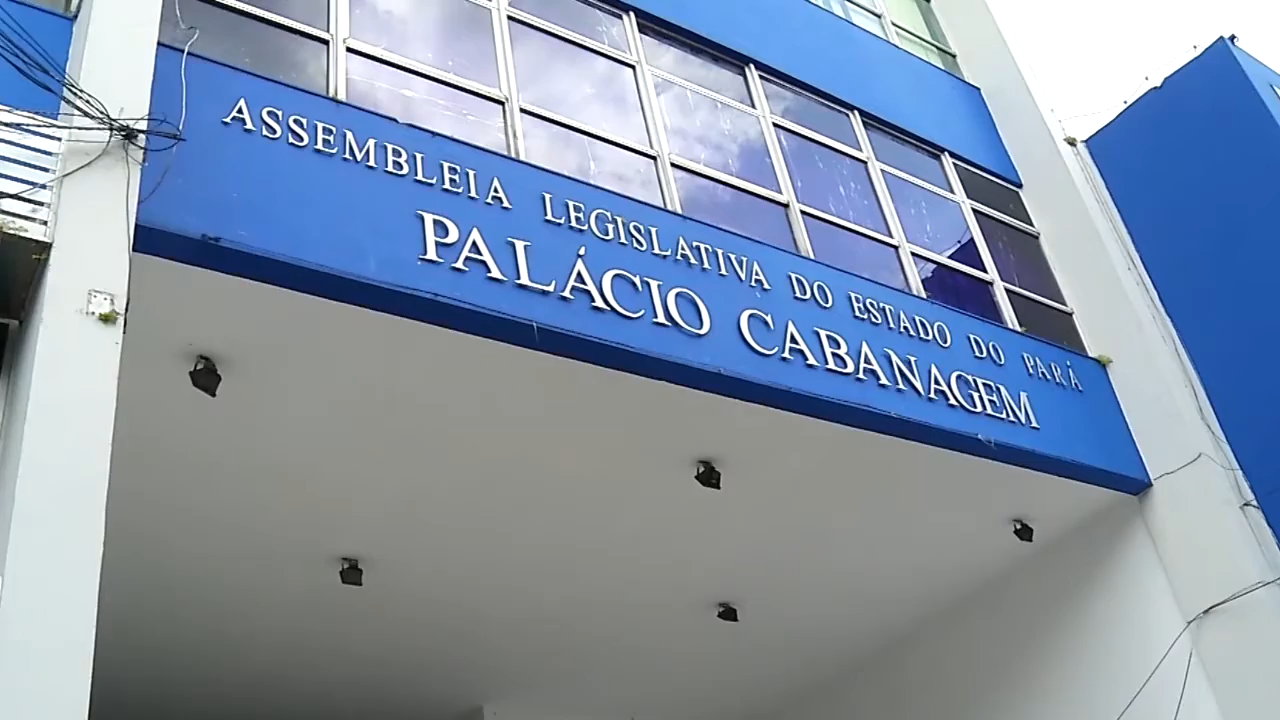 ASSEMBLEIA LEGISLATIVA DO ESTADO DO PARÁ
PALÁCIO CABANAGEM